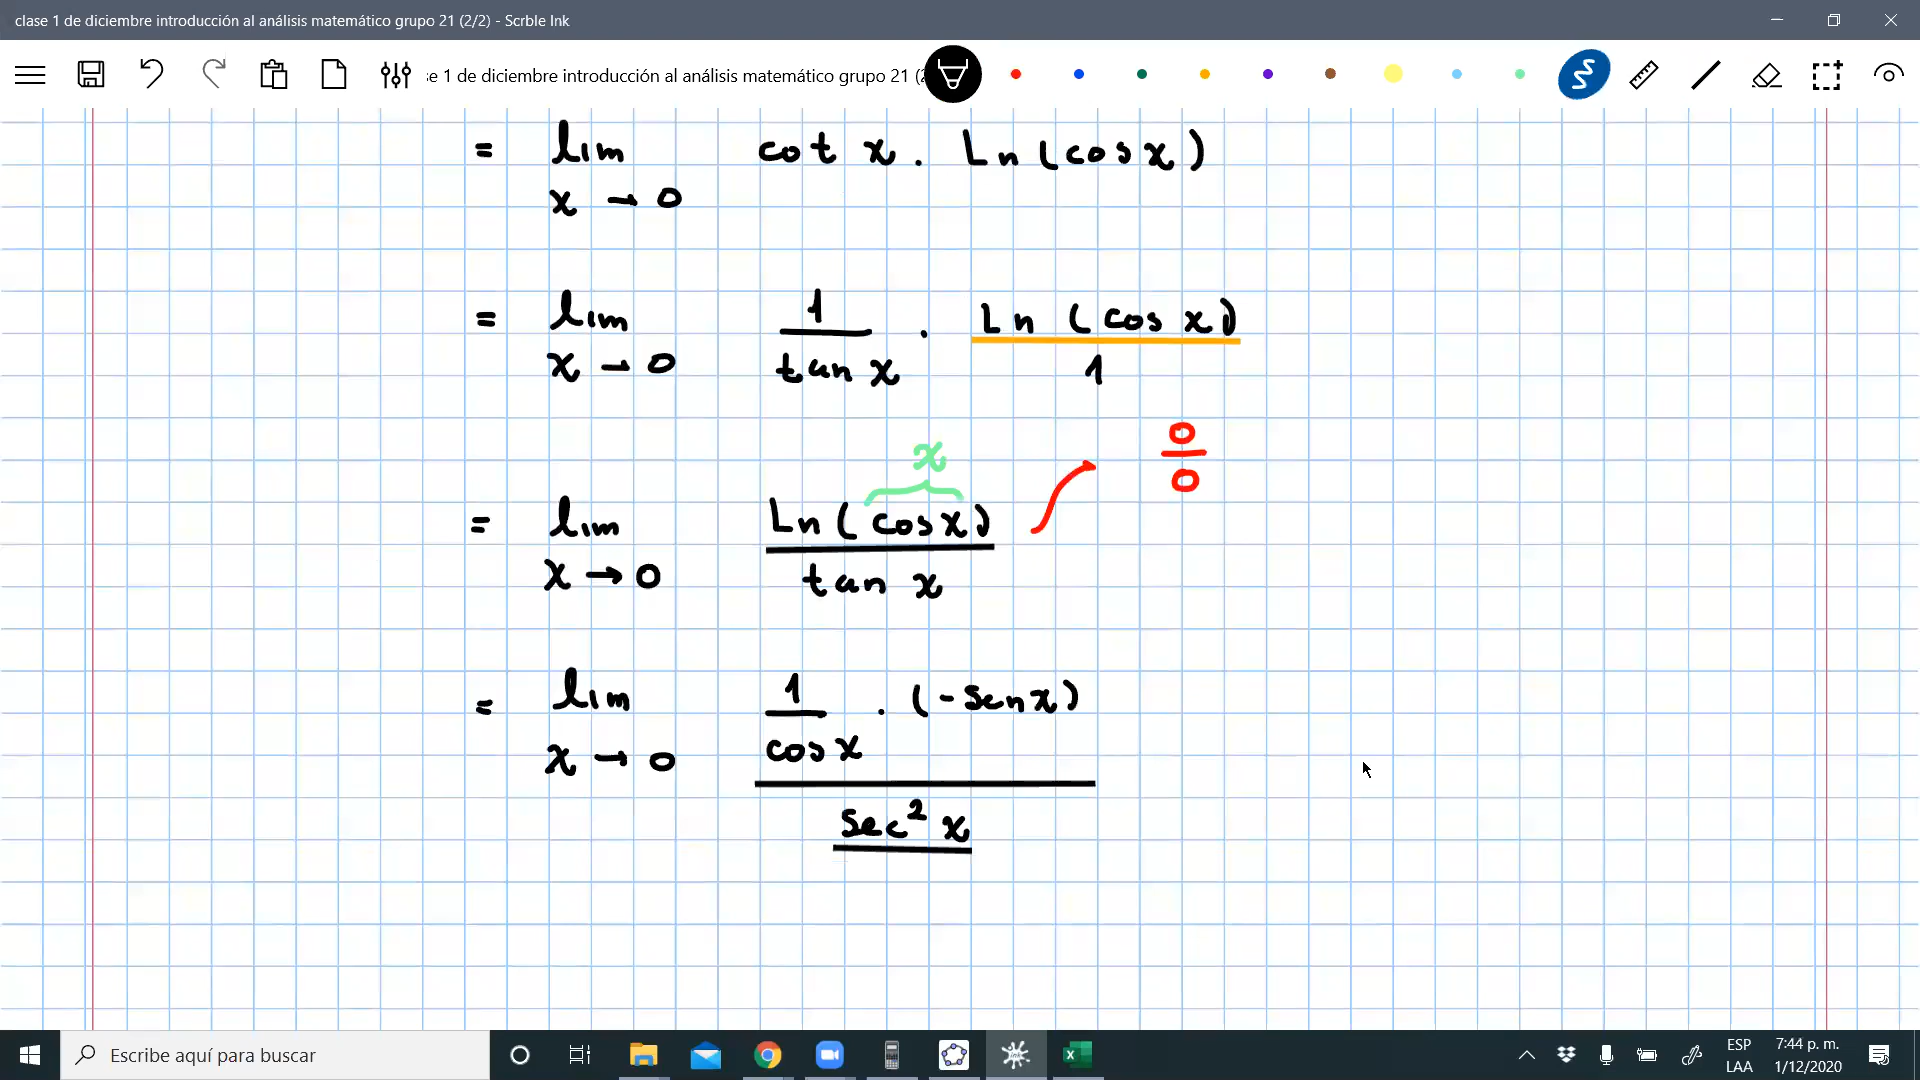 clase 1 de diciembre introducción al análisis matemático grupo 21 (2/2) - Scrble Ink
se 1 de diciembre introducción al análisis matemático grupo 21 (2
= lim cot x . Ln (cos x)
x → 0
= lim 1/tan x . Ln (cos x)/1
x → 0
x
0/0
= lim Ln (cos x)/tan x
x → 0
= lim 1/cos x . (- sen x)
x → 0
sec² x
Escribe aquí para buscar
ESP
LAA
7:44 p. m.
1/12/2020